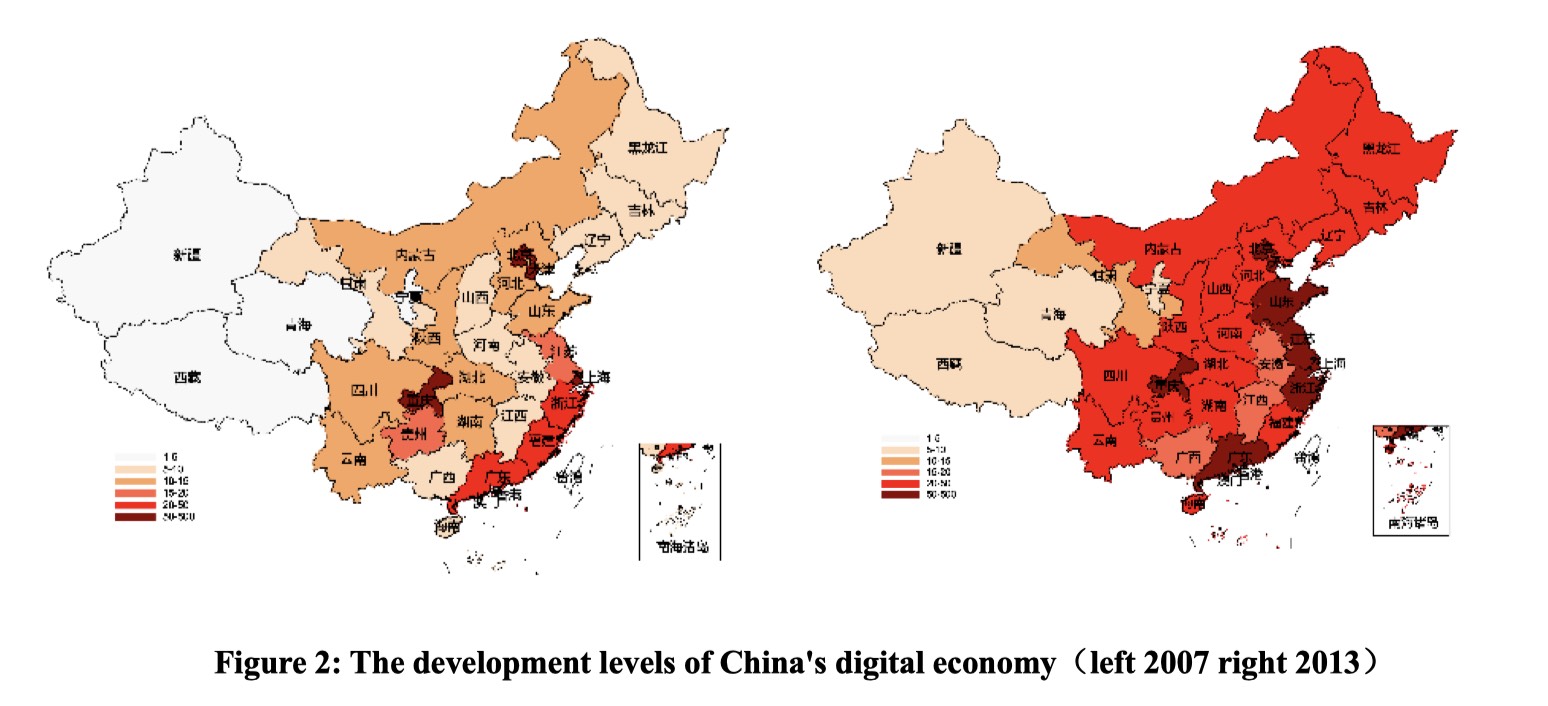 黑龙江
吉林
辽宁
新疆
内蒙古
北京
天津
河北
甘肃
宁夏
山西
山东
青海
陕西
河南
江苏
西藏
四川
重庆
湖北
安徽
上海
浙江
贵州
湖南
江西
福建
云南
广西
广东
香港
台湾
海南
5-10
10-15
15-20
20-50
50-500
南海诸岛
黑龙江
吉林
辽宁
新疆
内蒙古
北京
河北
甘肃
宁夏
山西
山东
青海
陕西
河南
江苏
西藏
四川
重庆
湖北
安徽
上海
浙江
贵州
湖南
江西
福建
云南
广西
广东
香港
澳门
台湾
海南
5-10
10-15
15-20
20-50
50-500
南海诸岛
Figure 2: The development levels of China's digital economy（left 2007 right 2013）